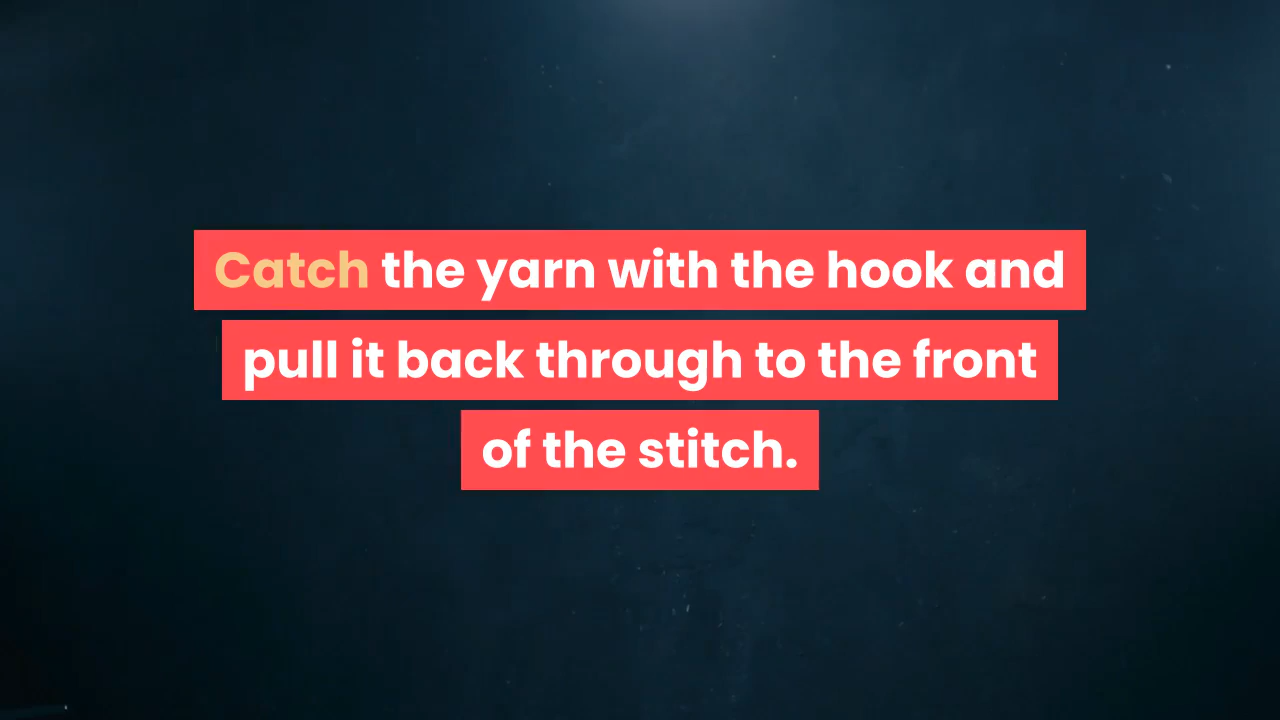 Catch the yarn with the hook and
pull it back through to the front
of the stitch.